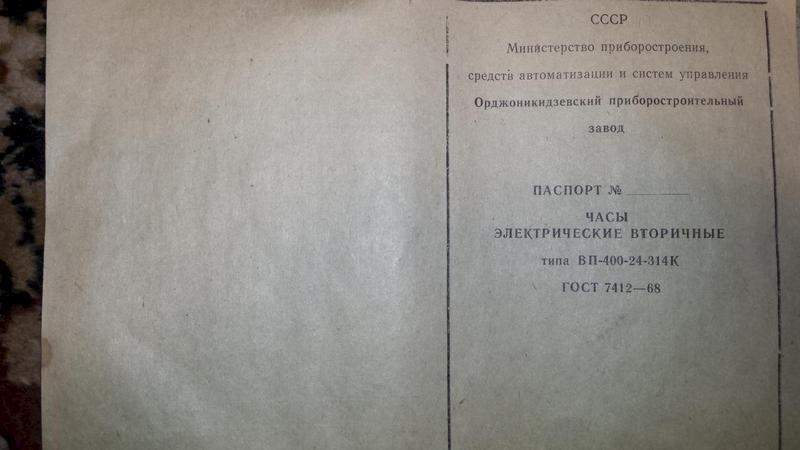 СССР
Министерство приборостроения,
средств автоматизации и систем управления
Орджоникидзевский приборостроительный
завод
ПАСПОРТ №
ЧАСЫ
ЭЛЕКТРИЧЕСКИЕ ВТОРИЧНЫЕ
типа ВП-400-24-314К
ГОСТ 7412—68